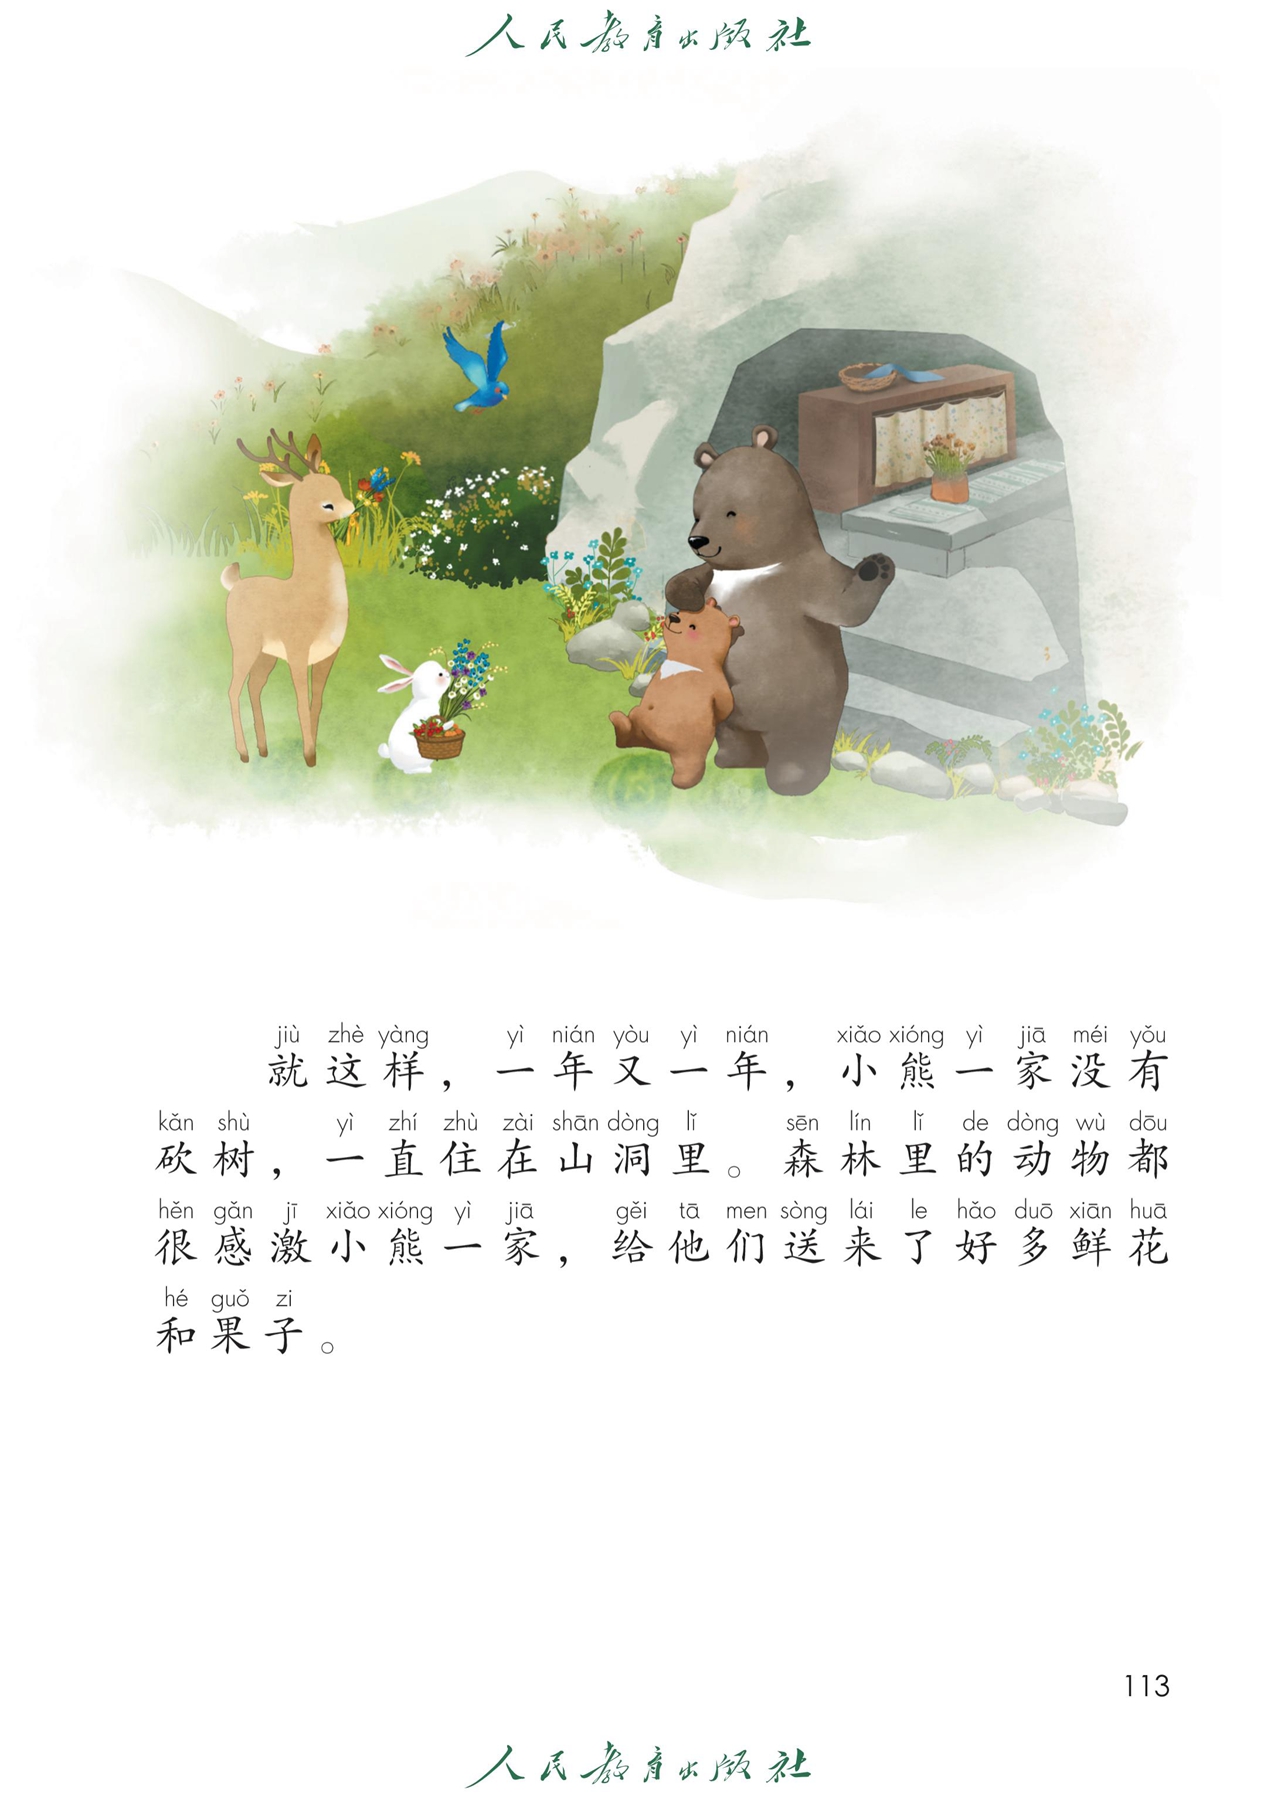 人民教育出版社
jiù zhè yàng yì nián yòu yì nián xiǎo xióng yì jiā méi yǒu
就这样，一年又一年，小熊一家没有
kǎn shù yì zhí zhù zài shān dòng lǐ sēn lín lǐ de dòng wù dōu
砍树，一直住在山洞里。森林里的动物都
hěn gǎn jī xiǎo xióng yì jiā gěi tā men sòng lái le hǎo duō xiān huā
很感激小熊一家，给他们送来了好多鲜花
hé guǒ zi
和果子。
113
人民教育出版社